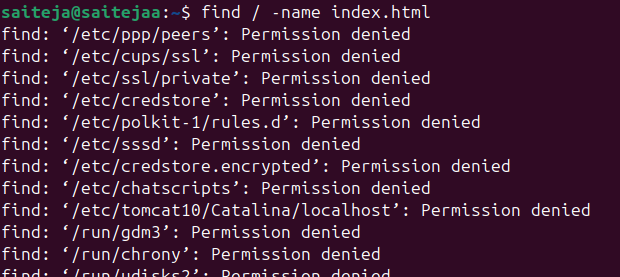 saiteja@saitejaa:~$ find / -name index.html
find: ‘/etc/ppp/peers’: Permission denied
find: ‘/etc/cups/ssl’: Permission denied
find: ‘/etc/ssl/private’: Permission denied
find: ‘/etc/credstore’: Permission denied
find: ‘/etc/polkit-1/rules.d’: Permission denied
find: ‘/etc/sssd’: Permission denied
find: ‘/etc/credstore.encrypted’: Permission denied
find: ‘/etc/chatscripts’: Permission denied
find: ‘/etc/tomcat10/Catalina/localhost’: Permission denied
find: ‘/run/gdm3’: Permission denied
find: ‘/run/chrony’: Permission denied
find: ‘/run/udisks2’: Permission denied